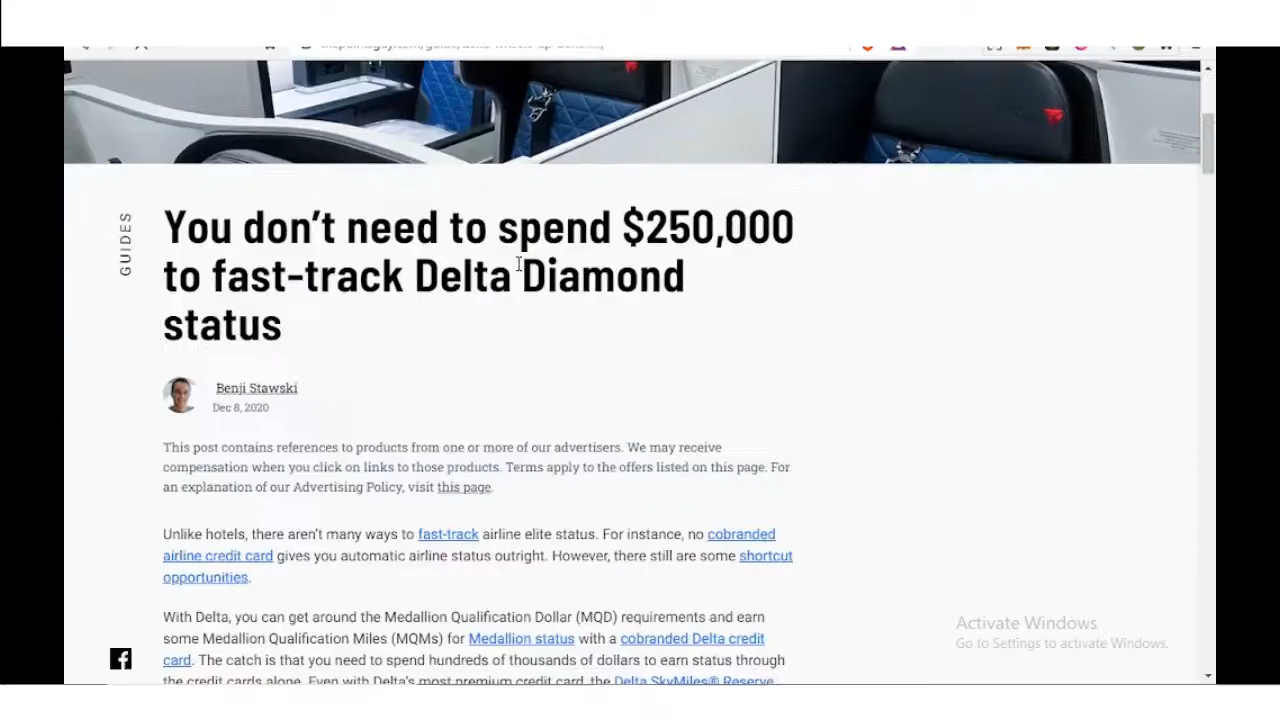 You don’t need to spend $250,000
to fast-track Delta Diamond
status
GUIDES
Benji Stawski
Dec 8, 2020
This post contains references to products from one or more of our advertisers. We may receive
compensation when you click on links to those products. Terms apply to the offers listed on this page. For
an explanation of our Advertising Policy, visit this page.
Unlike hotels, there aren’t many ways to fast-track airline elite status. For instance, no cobranded
airline credit card gives you automatic airline status outright. However, there still are some shortcut
opportunities.
With Delta, you can get around the Medallion Qualification Dollar (MQD) requirements and earn
some Medallion Qualification Miles (MQMs) for Medallion status with a cobranded Delta credit
card. The catch is that you need to spend hundreds of thousands of dollars to earn status through
the credit cards alone. Even with Delta’s most premium credit card, the Delta SkyMiles® Reserve
Activate Windows
Go to Settings to activate Windows.